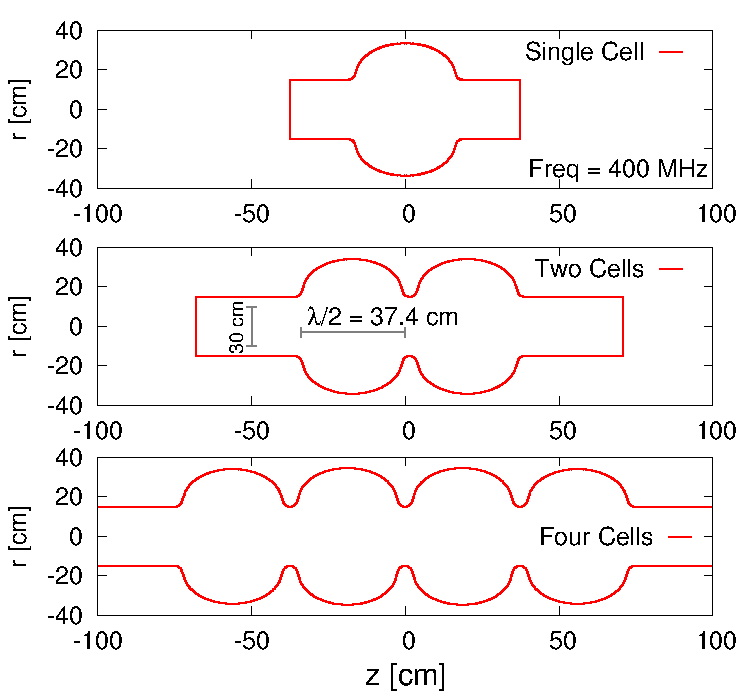 r [cm]
40
20
0
-20
-40
Single Cell
Freq = 400 MHz
-100 -50 0 50 100
r [cm]
40
20
0
-20
-40
Two Cells
λ/2 = 37.4 cm
30 cm
-100 -50 0 50 100
r [cm]
40
20
0
-20
-40
Four Cells
-100 -50 0 50 100
z [cm]